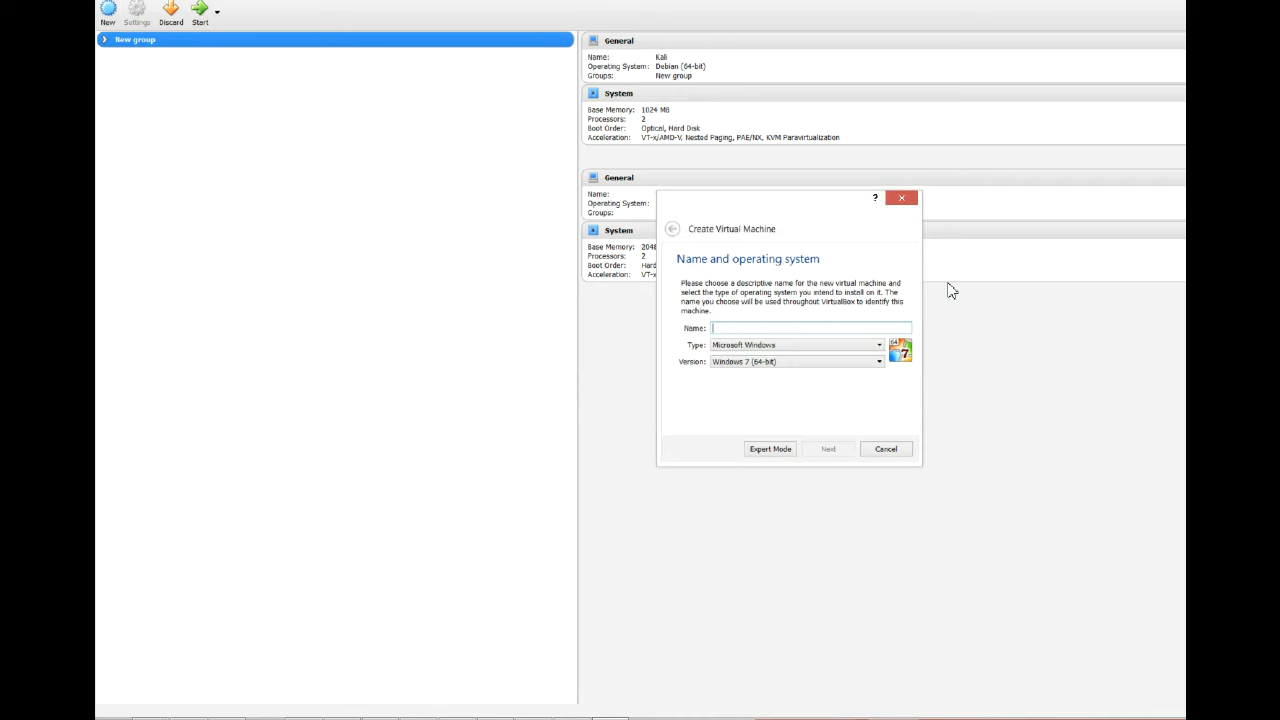 New Settings Discard Start
New group
General
Name: Kali
Operating System: Debian (64-bit)
Groups: New group
System
Base Memory: 1024 MB
Processors: 2
Boot Order: Optical, Hard Disk
Acceleration: VT-x/AMD-V, Nested Paging, PAE/NX, KVM Paravirtualization
General
Name:
Operating System:
Groups:
System
Base Memory: 2048
Processors: 2
Boot Order: Hard
Acceleration: VT-x
?
Create Virtual Machine
Name and operating system
Please choose a descriptive name for the new virtual machine and
select the type of operating system you intend to install on it. The
name you choose will be used throughout VirtualBox to identify this
machine.
Name:
Type: Microsoft Windows
64
7
Version: Windows 7 (64-bit)
Expert Mode Next Cancel